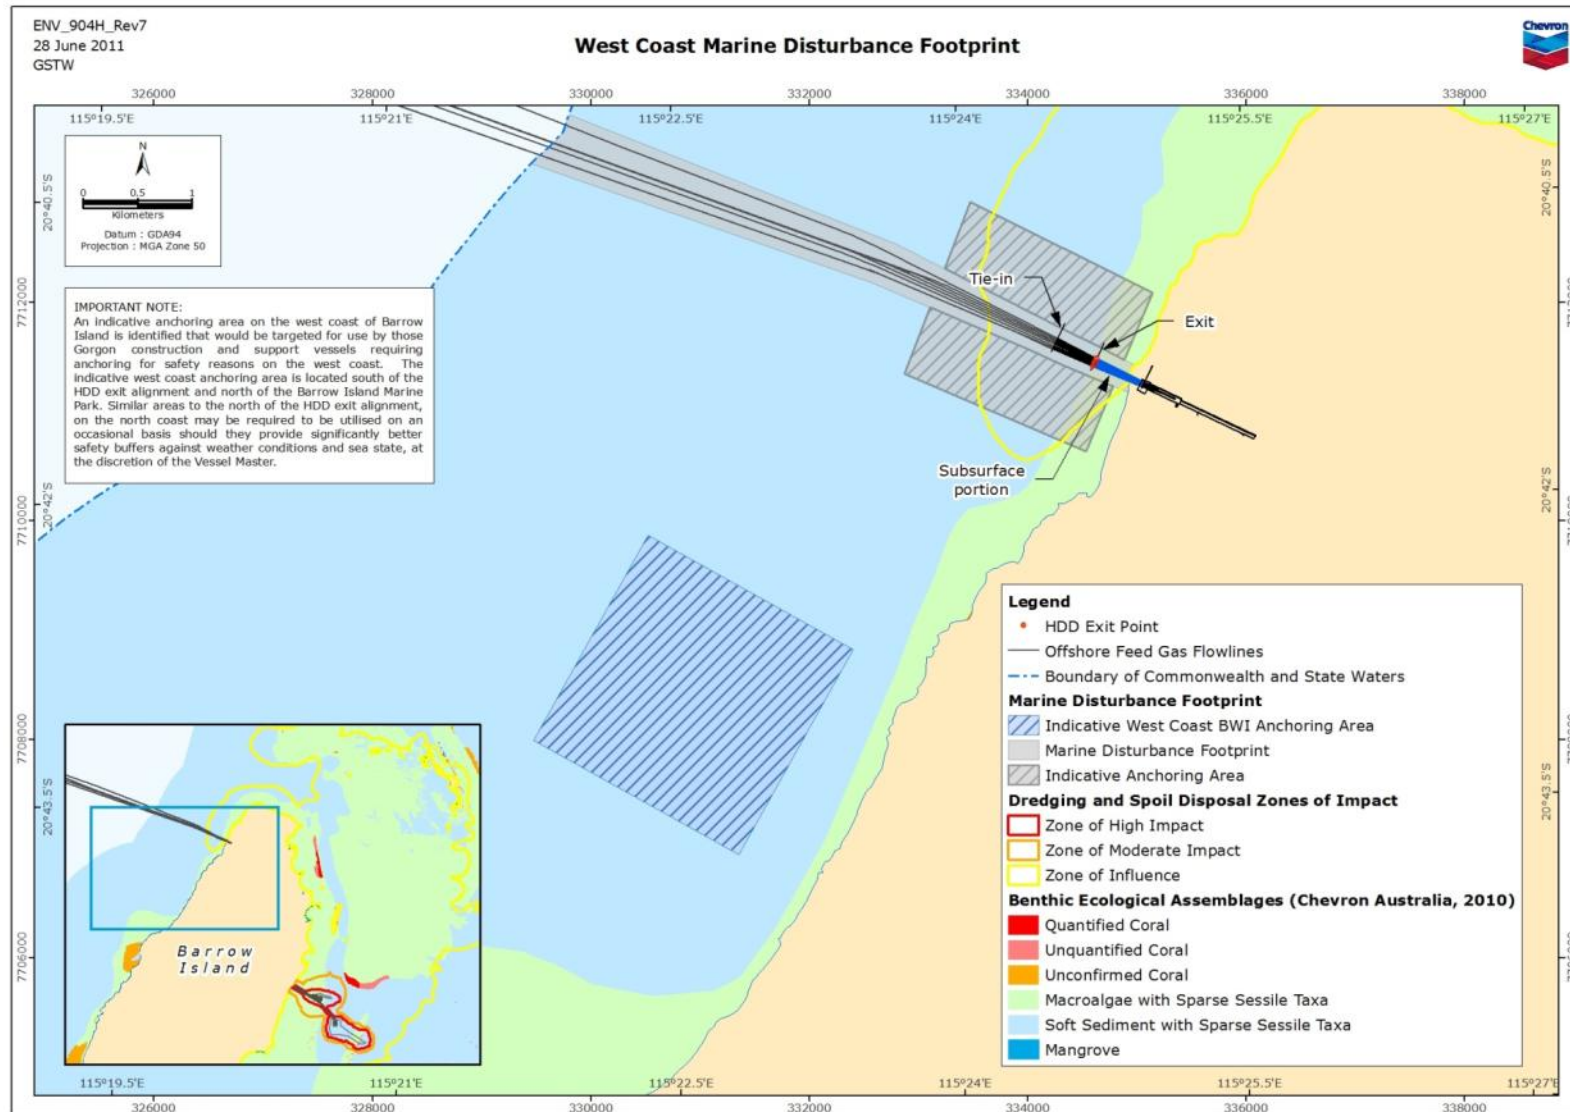 ENV_904H_Rev7
28 June 2011
GSTW
West Coast Marine Disturbance Footprint
Chevron
326000 328000 330000 332000 334000 336000 338000
115°19.5'E 115°21'E 115°22.5'E 115°24'E 115°25.5'E 115°27'E
N
0 0.5 1
Kilometers
Datum : GDA94
Projection : MGA Zone 50
20°40.5'S
20°40.5'S
7712000
IMPORTANT NOTE:
An indicative anchoring area on the west coast of Barrow
Island is identified that would be targeted for use by those
Gorgon construction and support vessels requiring
anchoring for safety reasons on the west coast. The
indicative west coast anchoring area is located south of the
HDD exit alignment and north of the Barrow Island Marine
Park. Similar areas to the north of the HDD exit alignment,
on the north coast may be required to be utilised on an
occasional basis should they provide significantly better
safety buffers against weather conditions and sea state, at
the discretion of the Vessel Master.
Tie-in
Exit
Subsurface
portion
20°42'S
20°42'S
7710000
7708000
20°43.5'S
20°43.5'S
7706000
Barrow
Island
Legend
HDD Exit Point
Offshore Feed Gas Flowlines
Boundary of Commonwealth and State Waters
Marine Disturbance Footprint
Indicative West Coast BWI Anchoring Area
Marine Disturbance Footprint
Indicative Anchoring Area
Dredging and Spoil Disposal Zones of Impact
Zone of High Impact
Zone of Moderate Impact
Zone of Influence
Benthic Ecological Assemblages (Chevron Australia, 2010)
Quantified Coral
Unquantified Coral
Unconfirmed Coral
Macroalgae with Sparse Sessile Taxa
Soft Sediment with Sparse Sessile Taxa
Mangrove
115°19.5'E 115°21'E 115°22.5'E 115°24'E 115°25.5'E 115°27'E
326000 328000 330000 332000 334000 336000 338000